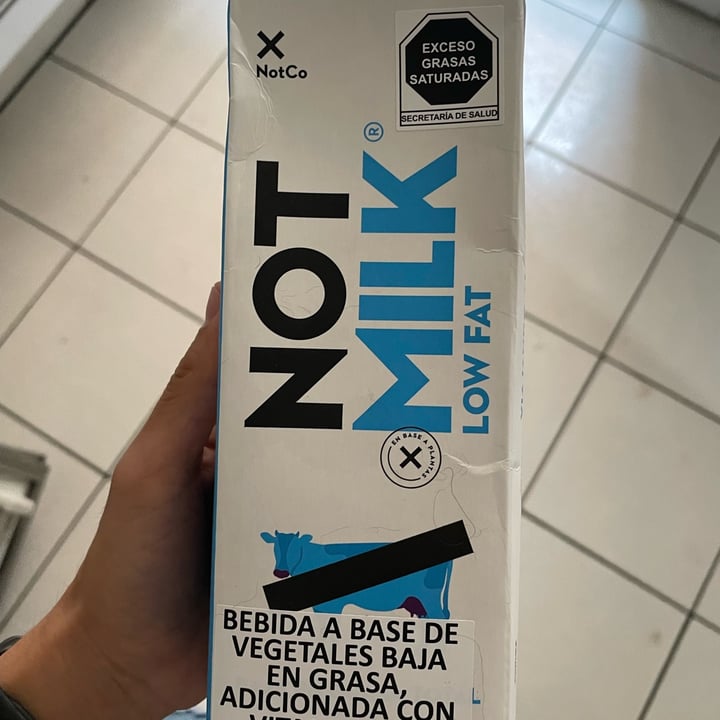 NotCo
EXCESO
GRASAS
SATURADAS
SECRETARÍA DE SALUD
NOT
MILK®
LOW FAT
EN BASE A PLANTAS
BEBIDA A BASE DE
VEGETALES BAJA
EN GRASA,
ADICIONADA CON